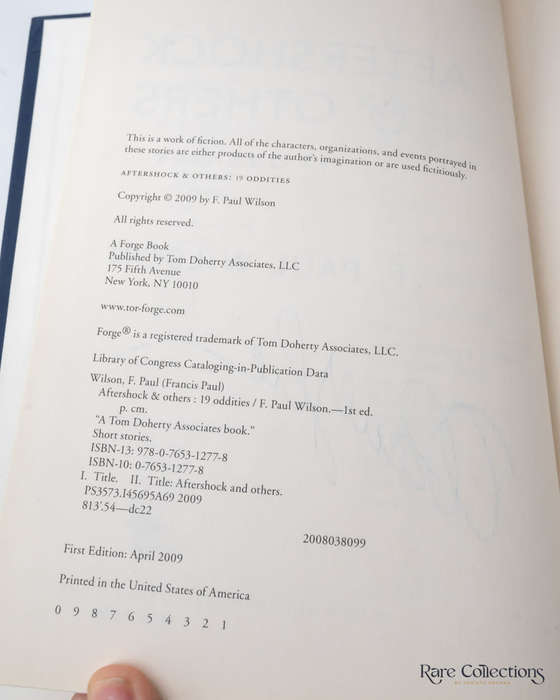 This is a work of fiction. All of the characters, organizations, and events portrayed in
these stories are either products of the author's imagination or are used fictitiously.
AFTERSHOCK & OTHERS: 19 ODDITIES
Copyright © 2009 by F. Paul Wilson
All rights reserved.
A Forge Book
Published by Tom Doherty Associates, LLC
175 Fifth Avenue
New York, NY 10010
www.tor-forge.com
Forge® is a registered trademark of Tom Doherty Associates, LLC.
Library of Congress Cataloging-in-Publication Data
Wilson, F. Paul (Francis Paul)
Aftershock & others : 19 oddities / F. Paul Wilson.—1st ed.
p. cm.
"A Tom Doherty Associates book."
Short stories.
ISBN-13: 978-0-7653-1277-8
ISBN-10: 0-7653-1277-8
I. Title. II. Title: Aftershock and others.
PS3573.I45695A69 2009
813'.54—dc22
2008038099
First Edition: April 2009
Printed in the United States of America
0 9 8 7 6 5 4 3 2 1
Rare Collections